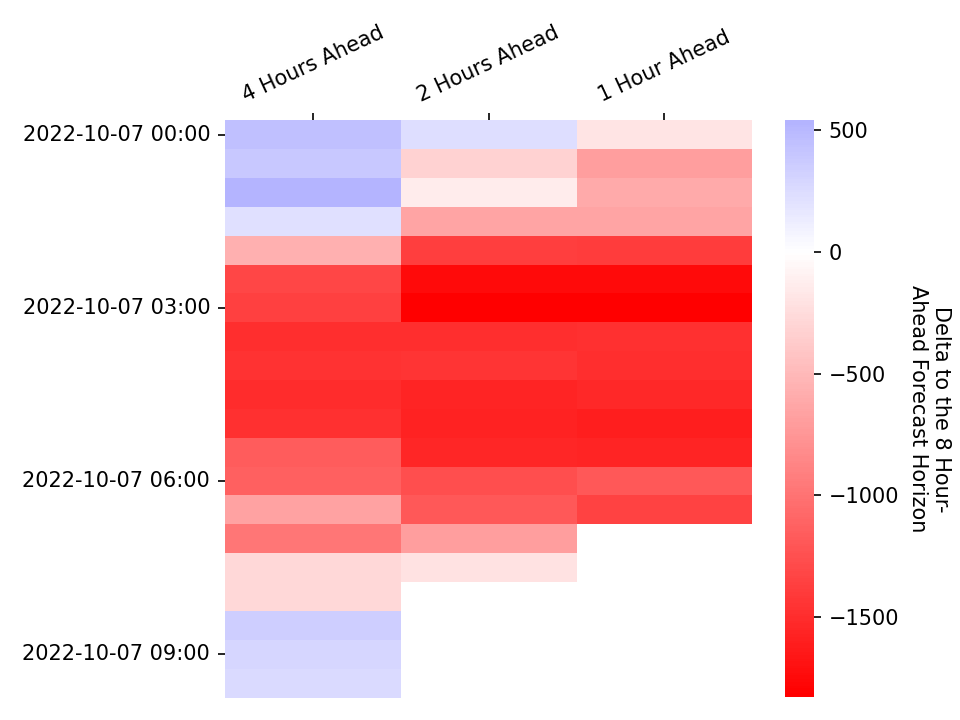 4 Hours Ahead
2 Hours Ahead
1 Hour Ahead
2022-10-07 00:00
2022-10-07 03:00
2022-10-07 06:00
2022-10-07 09:00
500
0
−500
−1000
−1500
Delta to the 8 Hour-
Ahead Forecast Horizon